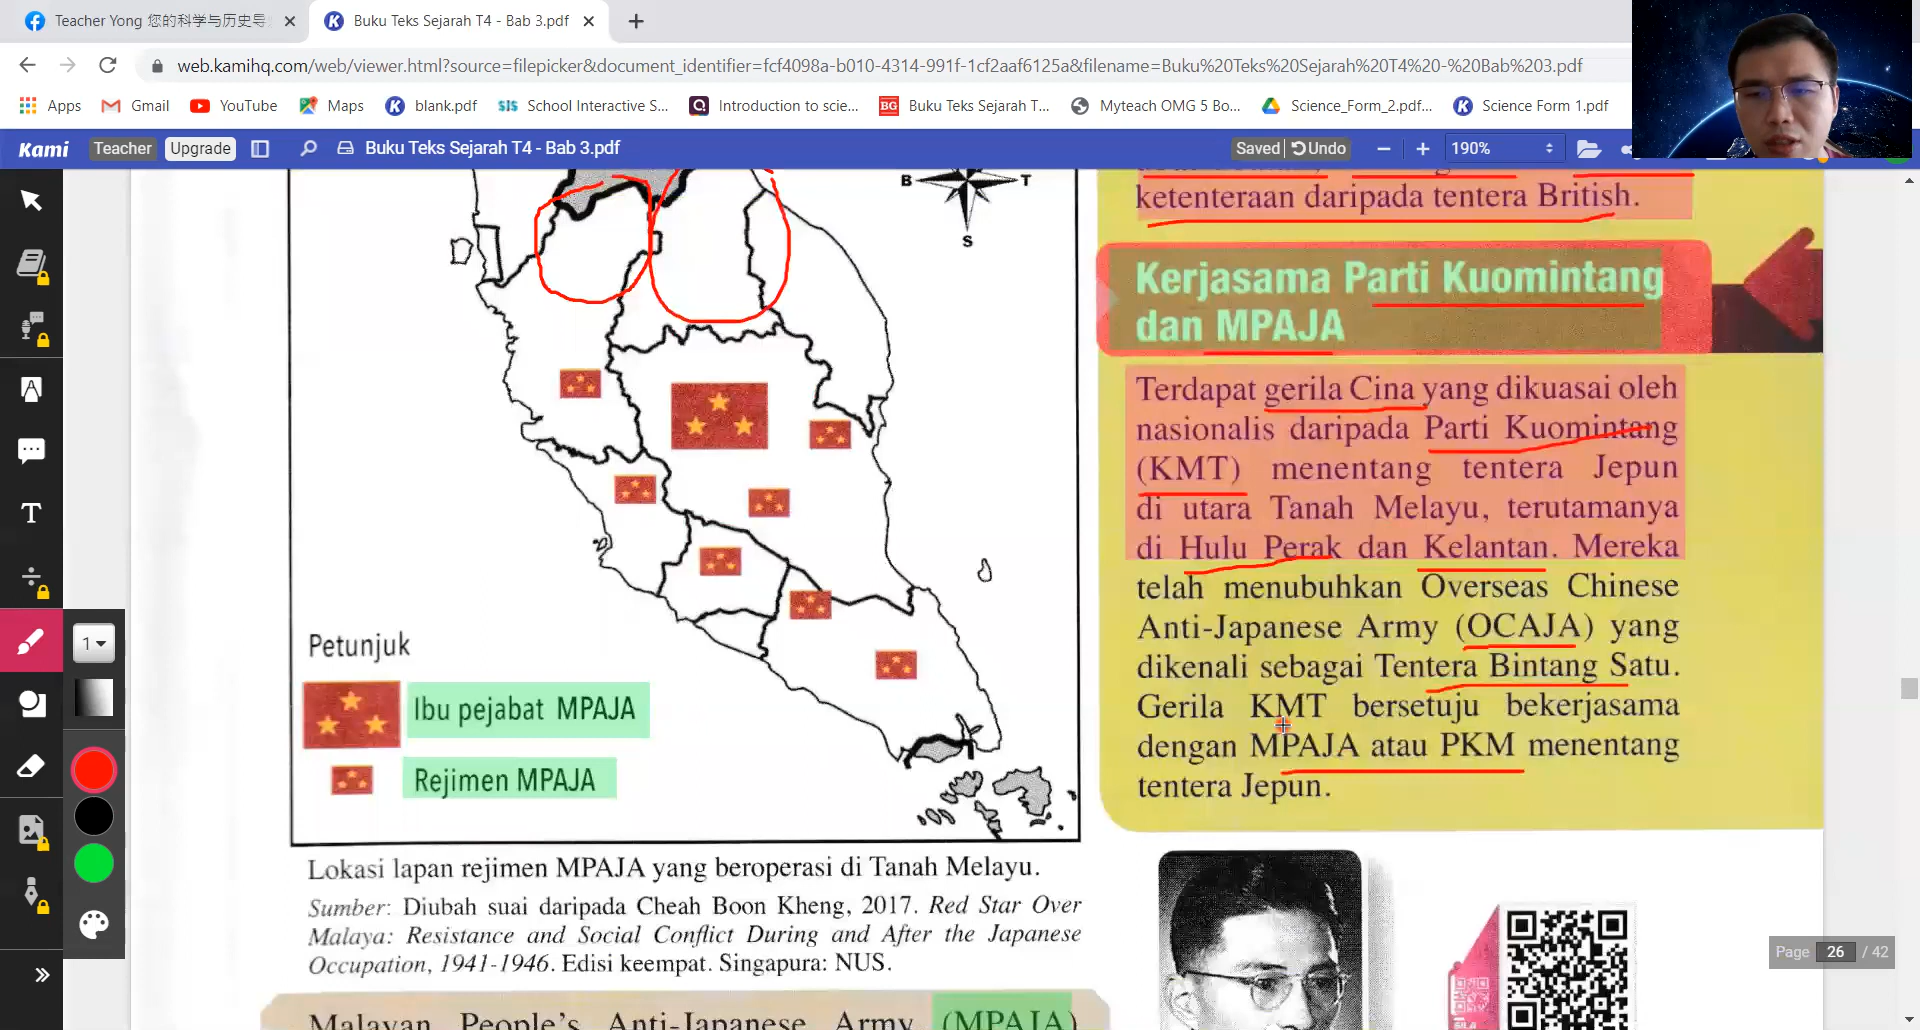 Teacher Yong 您的科学与历史导
Buku Teks Sejarah T4 - Bab 3.pdf
web.kamihq.com/web/viewer.html?source=filepicker&document_identifier=fcf4098a-b010-4314-991f-1cf2aaf6125a&filename=Buku%20Teks%20Sejarah%20T4%20-%20Bab%203.pdf
Apps
Gmail
YouTube
Maps
blank.pdf
SIS School Interactive S...
Introduction to scie...
BG Buku Teks Sejarah T...
Myteach OMG 5 Bo...
Science_Form_2.pdf...
Science Form 1.pdf
Kami
Teacher
Upgrade
Buku Teks Sejarah T4 - Bab 3.pdf
Saved
Undo
190%
B
T
S
Petunjuk
Ibu pejabat MPAJA
Rejimen MPAJA
Lokasi lapan rejimen MPAJA yang beroperasi di Tanah Melayu.
Sumber: Diubah suai daripada Cheah Boon Kheng, 2017. Red Star Over
Malaya: Resistance and Social Conflict During and After the Japanese
Occupation, 1941-1946. Edisi keempat. Singapura: NUS.
Malayan People's Anti-Japanese Army (MPAJA)
ketenteraan daripada tentera British.
Kerjasama Parti Kuomintang
dan MPAJA
Terdapat gerila Cina yang dikuasai oleh
nasionalis daripada Parti Kuomintang
(KMT) menentang tentera Jepun
di utara Tanah Melayu, terutamanya
di Hulu Perak dan Kelantan. Mereka
telah menubuhkan Overseas Chinese
Anti-Japanese Army (OCAJA) yang
dikenali sebagai Tentera Bintang Satu.
Gerila KMT bersetuju bekerjasama
dengan MPAJA atau PKM menentang
tentera Jepun.
1
T
Page 26 / 42